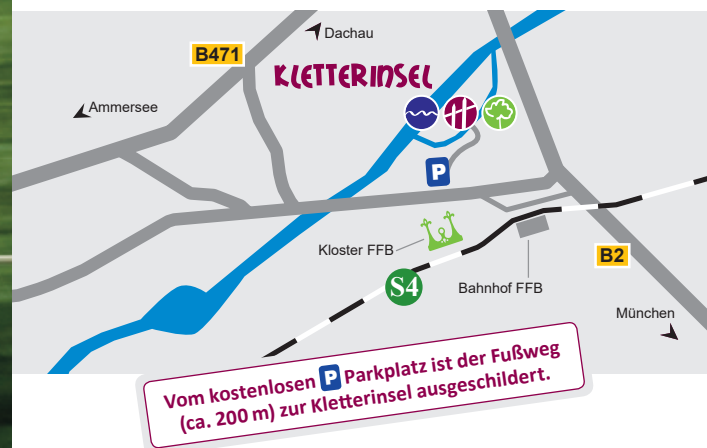 Dachau
B471
KLETTERINSEL
Ammersee
P
Kloster FFB
S4
Bahnhof FFB
B2
München
Vom kostenlosen P Parkplatz ist der Fußweg
(ca. 200 m) zur Kletterinsel ausgeschildert.